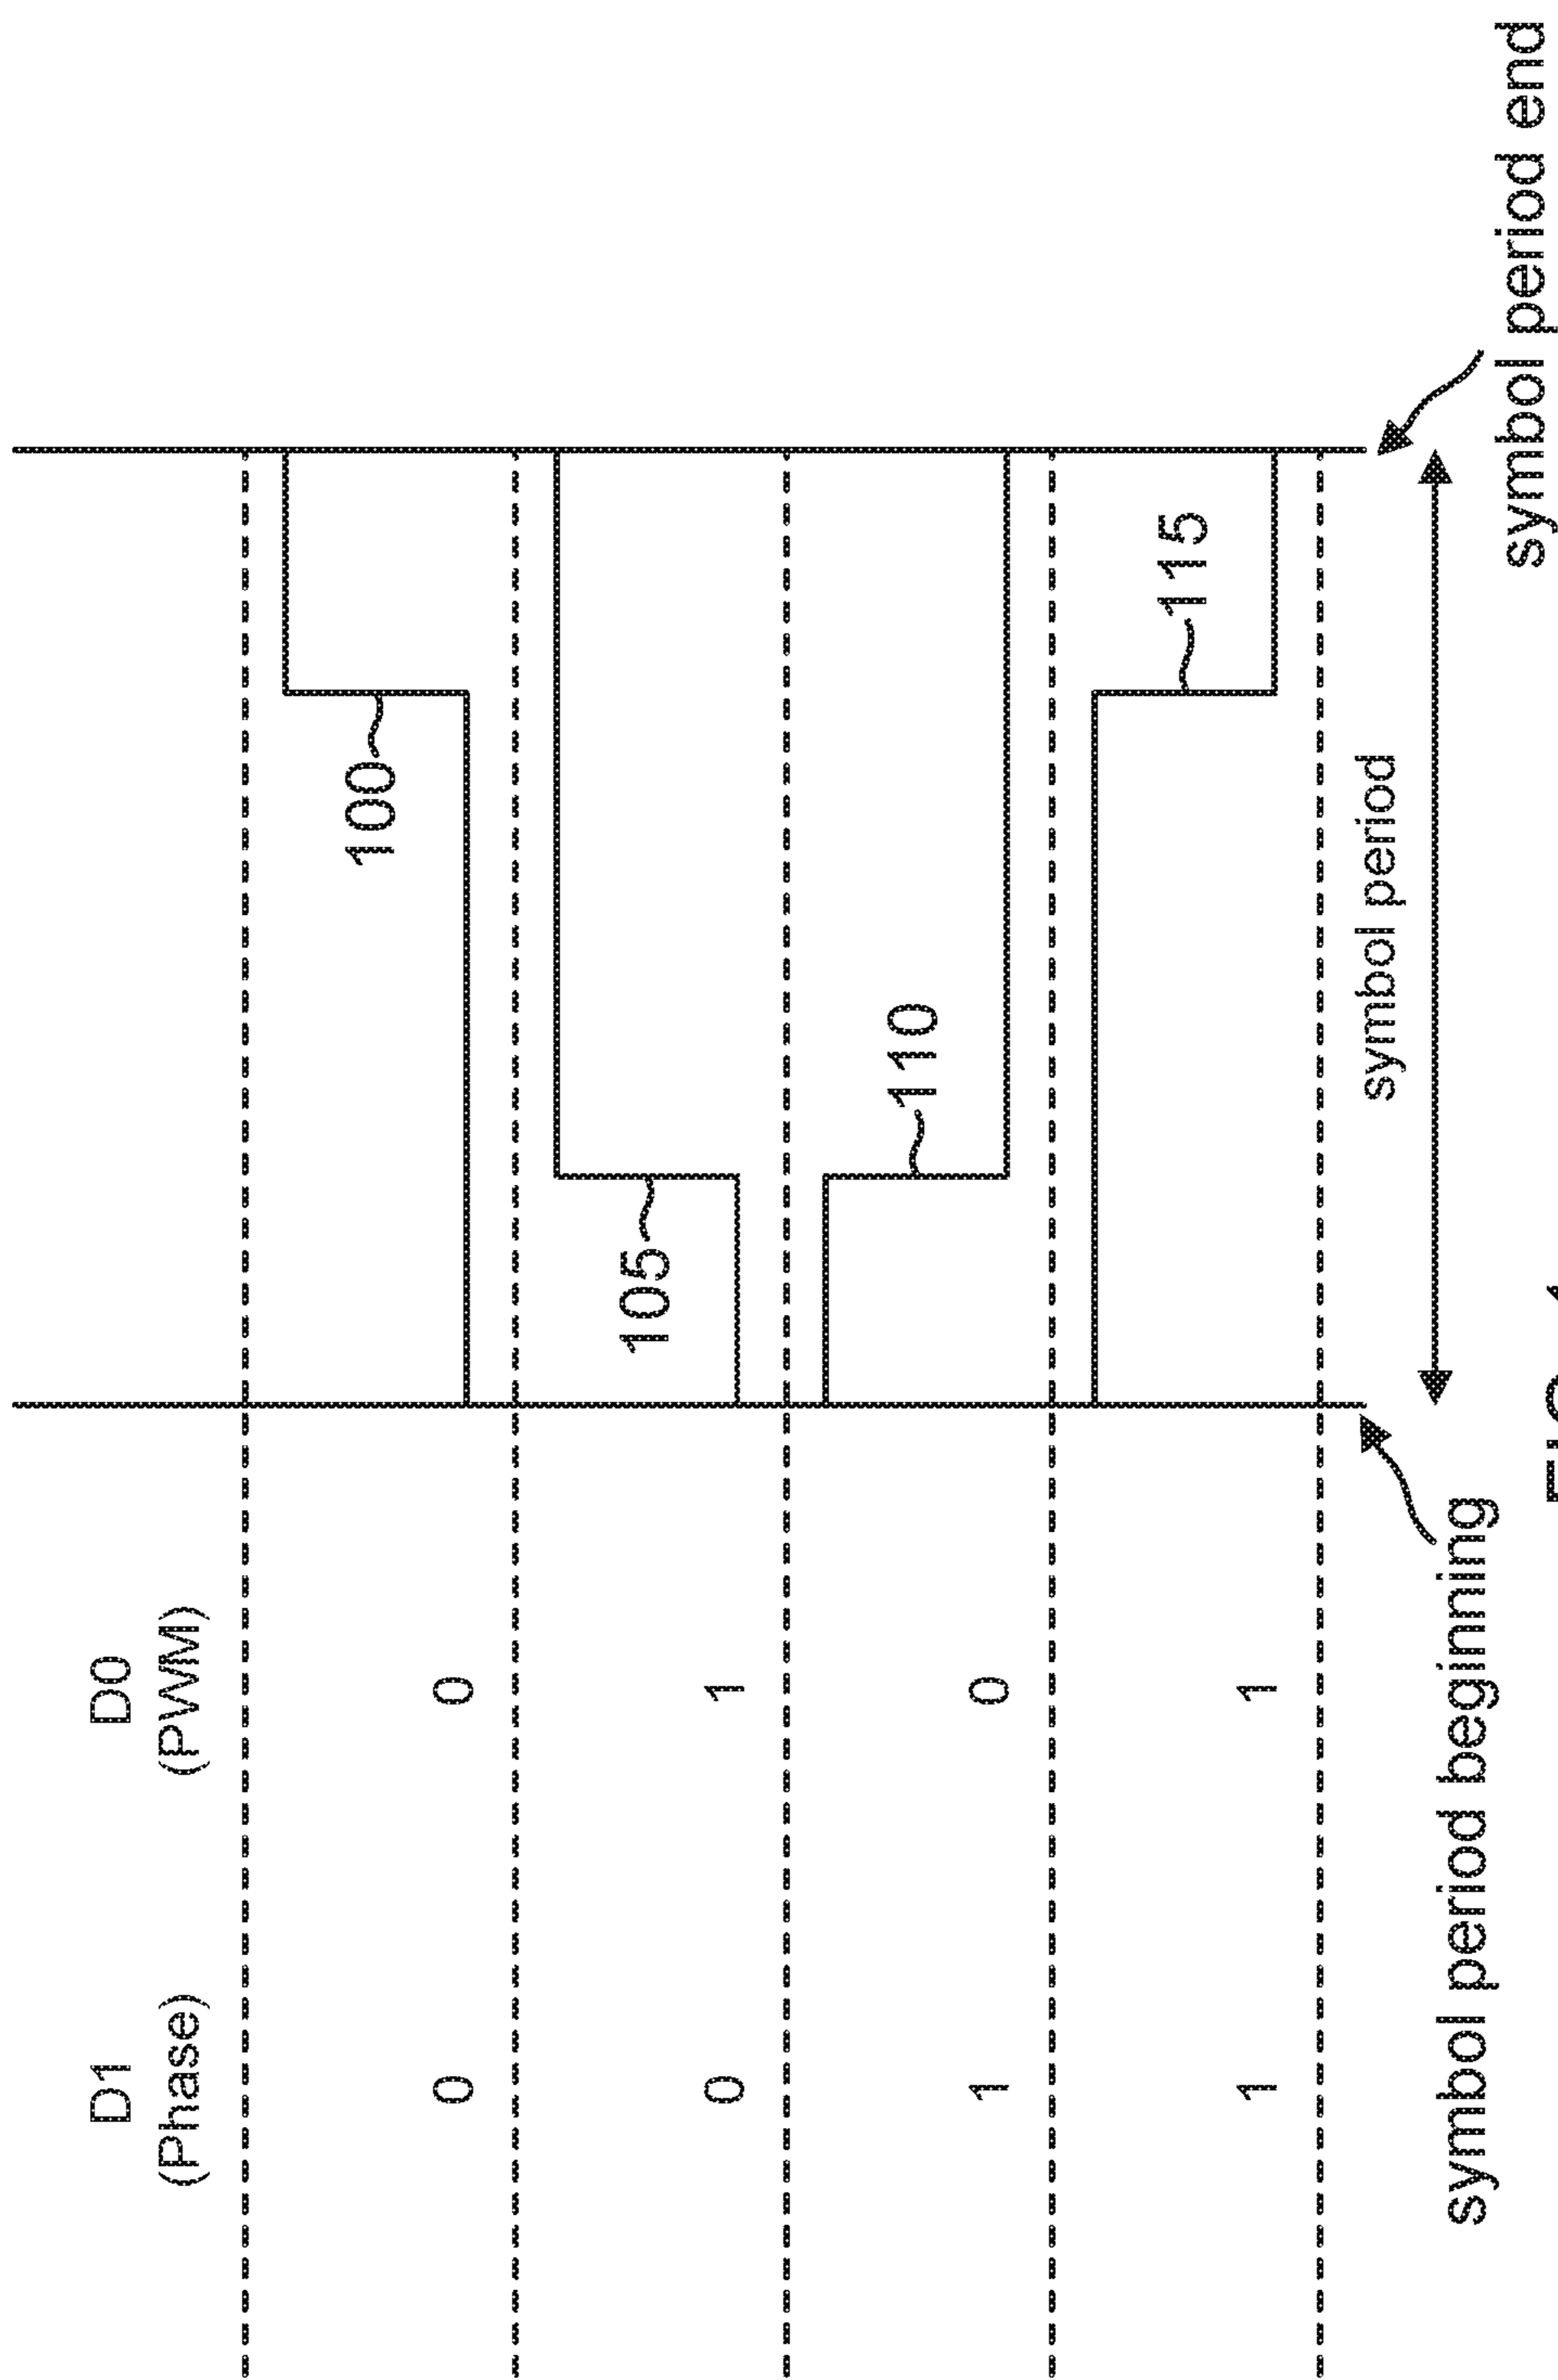 D1 D0
(Phase) (PWM)
0 0 100
0 1 105
1 0 110
1 1 115
symbol period
symbol period beginning
symbol period end